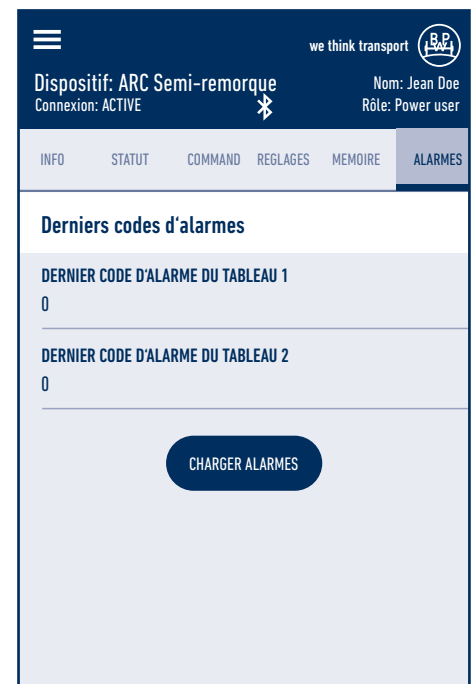 we think transport
BPW
Dispositif: ARC Semi-remorque
Nom: Jean Doe
Connexion: ACTIVE
Rôle: Power user
INFO STATUT COMMAND REGLAGES MEMOIRE ALARMES
Derniers codes d‘alarmes
DERNIER CODE D‘ALARME DU TABLEAU 1
0
DERNIER CODE D‘ALARME DU TABLEAU 2
0
CHARGER ALARMES